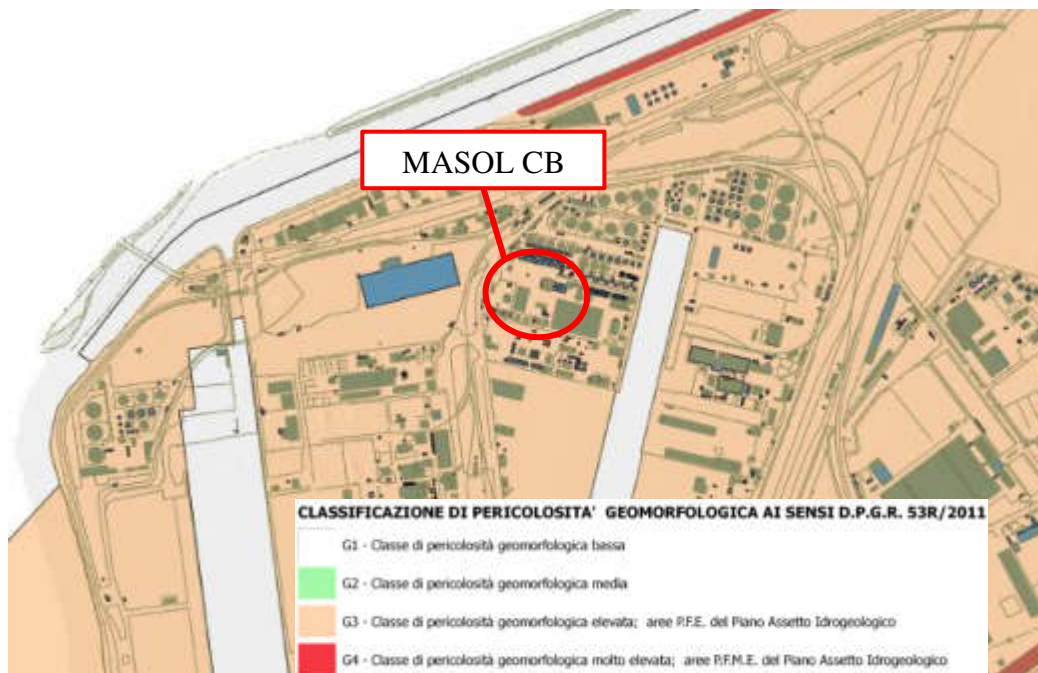 MASOL CB
CLASSIFICAZIONE DI PERICOLOSITA' GEOMORFOLOGICA AI SENSI D.P.G.R. 53R/2011
G1 - Classe di pericolosità geomorfologica bassa
G2 - Classe di pericolosità geomorfologica media
G3 - Classe di pericolosità geomorfologica elevata; aree P.F.E. del Piano Assetto Idrogeologico
G4 - Classe di pericolosità geomorfologica molto elevata; aree P.F.M.E. del Piano Assetto Idrogeologico